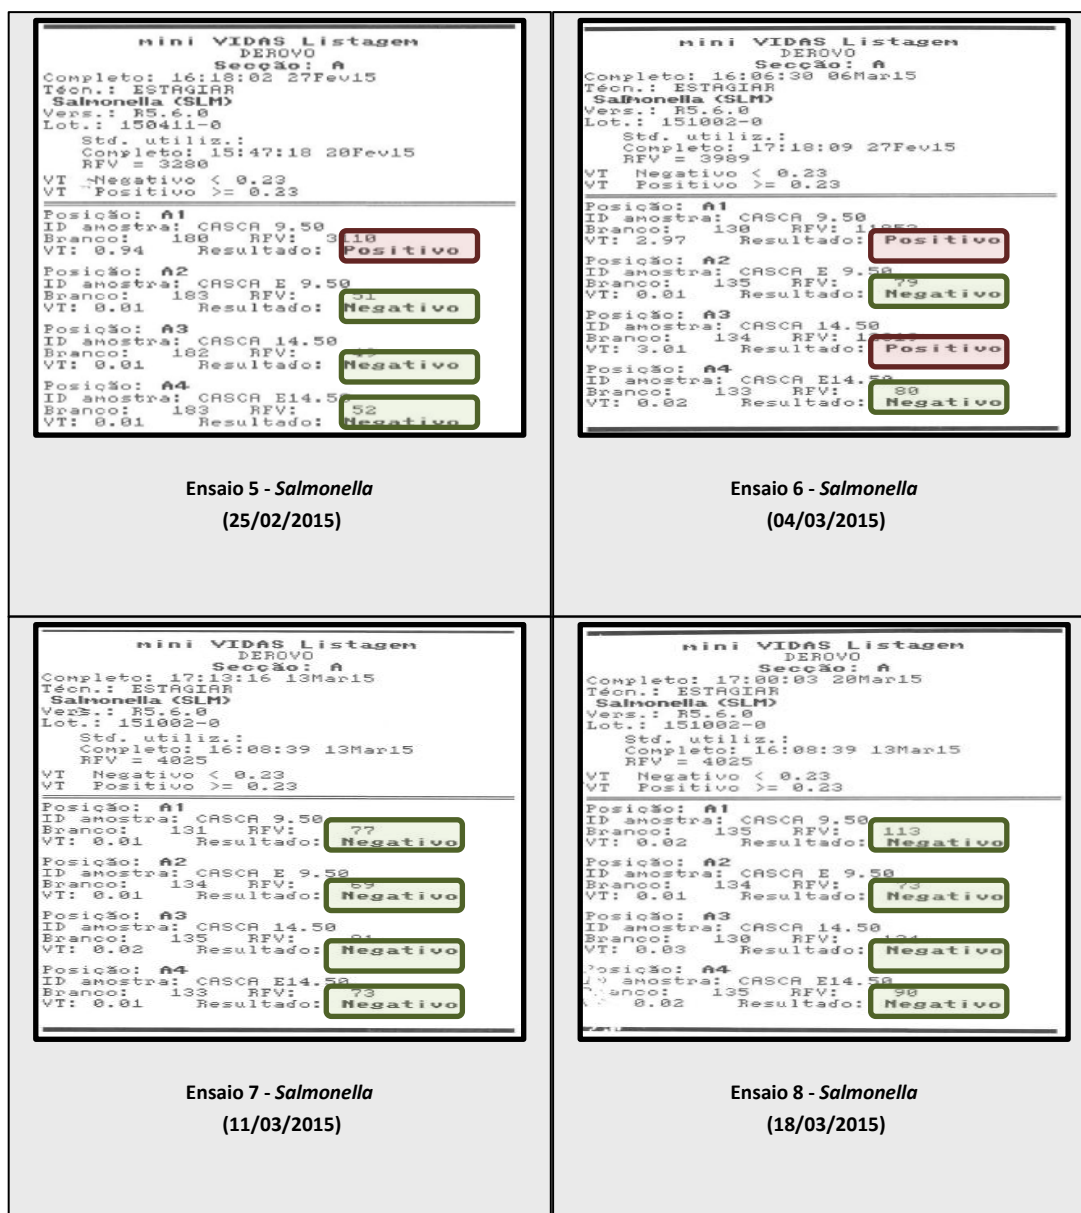 mini VIDAS Listagem
DEROVO
Secção: A
Completo: 16:18:02 27Fev15
Técn.: ESTAGIAR
Salmonella (SLM)
Vers.: R5.6.0
Lot.: 150411-0
Std. utiliz.:
Completo: 15:47:18 20Fev15
RFV = 3280
VT Negativo < 0.23
VT Positivo >= 0.23
Posição: A1
ID amostra: CASCA 9.50
Branco: 180 RFV: 3110
VT: 0.94 Resultado: Positivo
Posição: A2
ID amostra: CASCA E 9.50
Branco: 183 RFV: 51
VT: 0.01 Resultado: Negativo
Posição: A3
ID amostra: CASCA 14.50
Branco: 182 RFV:
VT: 0.01 Resultado: Negativo
Posição: A4
ID amostra: CASCA E14.50
Branco: 183 RFV: 52
VT: 0.01 Resultado: Negativo
Ensaio 5 - Salmonella
(25/02/2015)
mini VIDAS Listagem
DEROVO
Secção: A
Completo: 16:06:30 06Mar15
Técn.: ESTAGIAR
Salmonella (SLM)
Vers.: R5.6.0
Lot.: 151002-0
Std. utiliz.:
Completo: 17:18:09 27Fev15
RFV = 3989
VT Negativo < 0.23
VT Positivo >= 0.23
Posição: A1
ID amostra: CASCA 9.50
Branco: 130 RFV:
VT: 2.97 Resultado: Positivo
Posição: A2
ID amostra: CASCA E 9.50
Branco: 135 RFV: 79
VT: 0.01 Resultado: Negativo
Posição: A3
ID amostra: CASCA 14.50
Branco: 134 RFV:
VT: 3.01 Resultado: Positivo
Posição: A4
ID amostra: CASCA E14.50
Branco: 133 RFV: 80
VT: 0.02 Resultado: Negativo
Ensaio 6 - Salmonella
(04/03/2015)
mini VIDAS Listagem
DEROVO
Secção: A
Completo: 17:13:16 13Mar15
Técn.: ESTAGIAR
Salmonella (SLM)
Vers.: R5.6.0
Lot.: 151002-0
Std. utiliz.:
Completo: 16:08:39 13Mar15
RFV = 4025
VT Negativo < 0.23
VT Positivo >= 0.23
Posição: A1
ID amostra: CASCA 9.50
Branco: 131 RFV: 77
VT: 0.01 Resultado: Negativo
Posição: A2
ID amostra: CASCA E 9.50
Branco: 134 RFV: 69
VT: 0.01 Resultado: Negativo
Posição: A3
ID amostra: CASCA 14.50
Branco: 135 RFV:
VT: 0.02 Resultado: Negativo
Posição: A4
ID amostra: CASCA E14.50
Branco: 133 RFV: 73
VT: 0.01 Resultado: Negativo
Ensaio 7 - Salmonella
(11/03/2015)
mini VIDAS Listagem
DEROVO
Secção: A
Completo: 17:00:03 20Mar15
Técn.: ESTAGIAR
Salmonella (SLM)
Vers.: R5.6.0
Lot.: 151002-0
Std. utiliz.:
Completo: 16:08:39 13Mar15
RFV = 4025
VT Negativo < 0.23
VT Positivo >= 0.23
Posição: A1
ID amostra: CASCA 9.50
Branco: 135 RFV: 113
VT: 0.02 Resultado: Negativo
Posição: A2
ID amostra: CASCA E 9.50
Branco: 134 RFV: 73
VT: 0.01 Resultado: Negativo
Posição: A3
ID amostra: CASCA 14.50
Branco: 130 RFV:
VT: 0.03 Resultado: Negativo
Posição: A4
ID amostra: CASCA E14.50
Branco: 135 RFV: 90
0.02 Resultado: Negativo
Ensaio 8 - Salmonella
(18/03/2015)